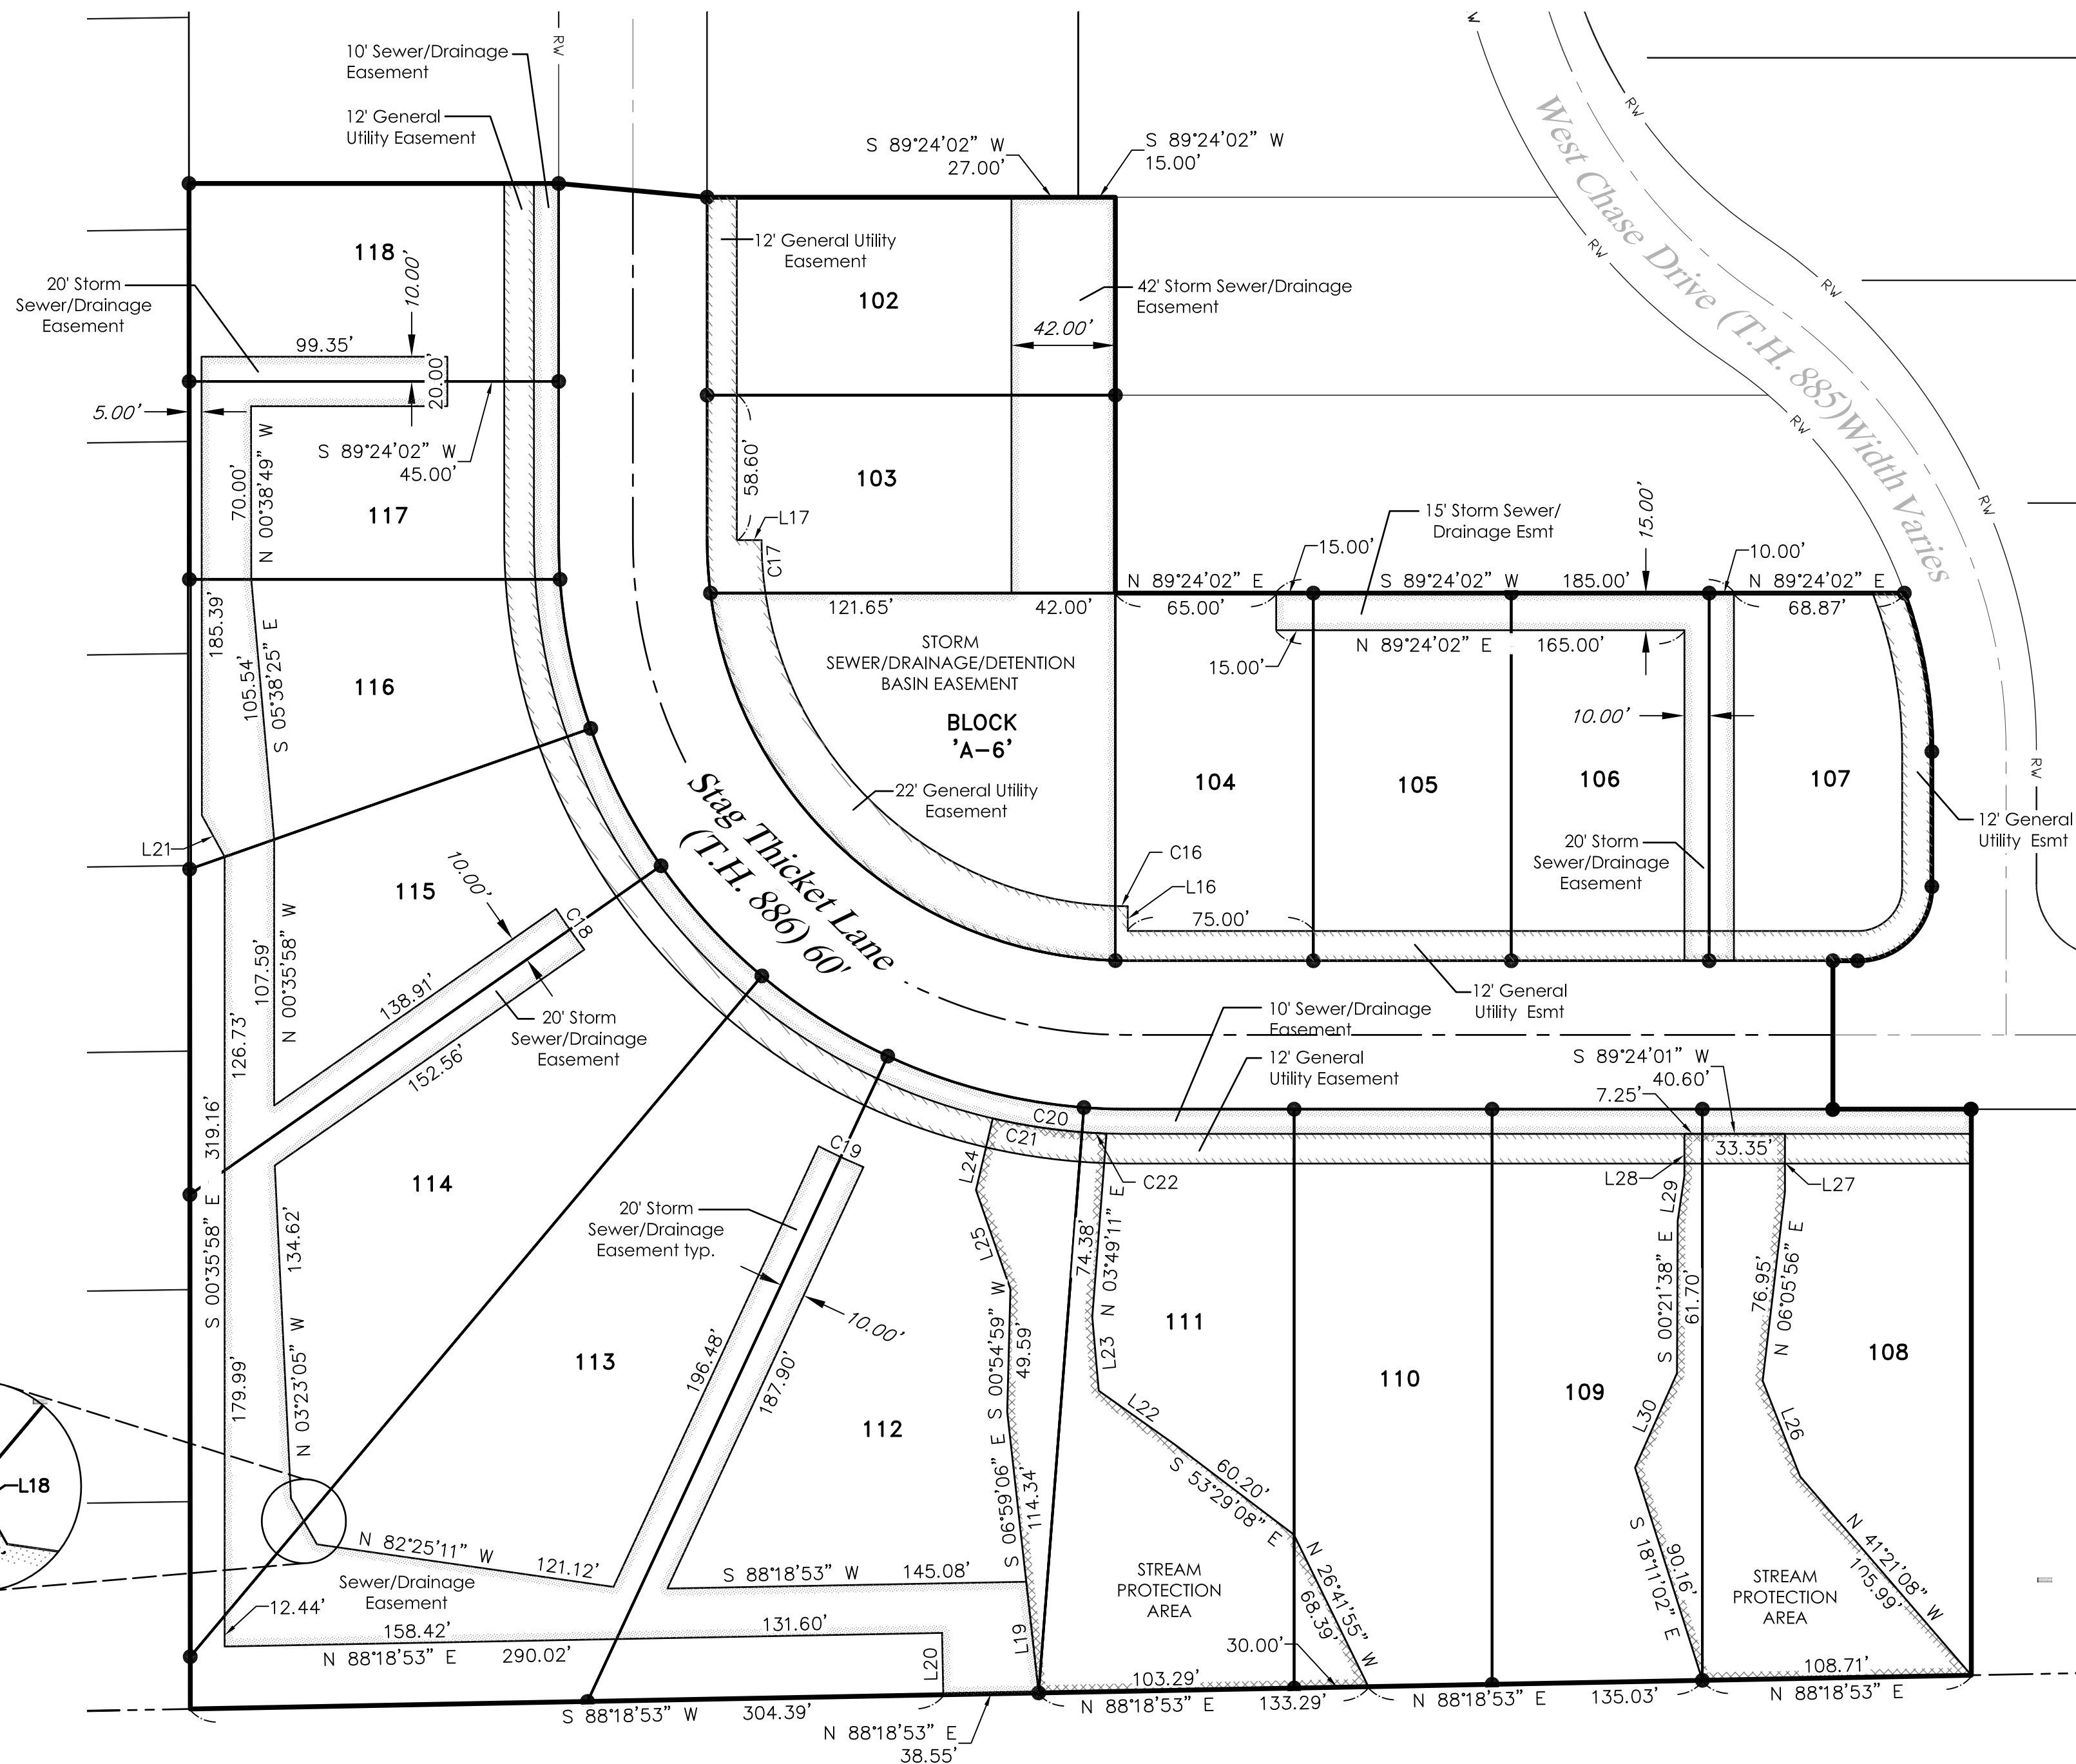 10' Sewer/Drainage
Easement
12' General
Utility Easement
RW
S 89°24'02" W
27.00'
S 89°24'02" W
15.00'
RW
RW
RW
RW
RW
RW
RW
West Chase Drive (T.H. 885)Width Varies
118
20' Storm
Sewer/Drainage
Easement
10.00'
99.35'
20.00'
5.00'
S 89°24'02" W
45.00'
12' General Utility
Easement
102
42' Storm Sewer/Drainage
Easement
42.00'
58.60'
103
L17
C17
70.00'
N 00°38'49" W
117
15' Storm Sewer/
Drainage Esmt
15.00'
15.00'
10.00'
N 89°24'02" E
65.00'
S 89°24'02" W
185.00'
N 89°24'02" E
68.87'
121.65'
42.00'
15.00'
N 89°24'02" E
165.00'
STORM
SEWER/DRAINAGE/DETENTION
BASIN EASEMENT
BLOCK
'A-6'
22' General Utility
Easement
185.39'
105.54'
S 05°38'25" E
116
10.00'
104
105
106
107
12' General
Utility Esmt
20' Storm
Sewer/Drainage
Easement
C16
L16
75.00'
L21
115
10.00'
C18
Stag Thicket Lane
(T.H. 886) 60'
107.59'
N 00°35'58" W
126.73'
138.91'
152.56'
20' Storm
Sewer/Drainage
Easement
12' General
Utility Esmt
10' Sewer/Drainage
Easement
12' General
Utility Easement
S 89°24'01" W
40.60'
7.25'
33.35'
C20
C21
C22
C19
L24
L25
L28
L29
L27
319.16'
S 00°35'58" E
114
134.62'
N 03°23'05" W
179.99'
20' Storm
Sewer/Drainage
Easement typ.
10.00'
196.48'
187.90'
113
112
S 00°54'59" W
49.59'
S 06°59'06" E
114.34'
74.38'
N 03°49'11" E
L23
L22
111
60.20'
S 53°29'08" E
N 26°41'55" W
68.39'
110
109
S 00°21'38" E
61.70'
L30
S 18°11'02" E
90.16'
76.95'
N 06°05'56" E
L26
N 41°21'08" W
105.99'
108
L18
N 82°25'11" W
121.12'
Sewer/Drainage
Easement
12.44'
158.42'
131.60'
N 88°18'53" E
290.02'
S 88°18'53" W
145.08'
L19
L20
STREAM
PROTECTION
AREA
STREAM
PROTECTION
AREA
30.00'
103.29'
108.71'
S 88°18'53" W
304.39'
N 88°18'53" E
38.55'
N 88°18'53" E
133.29'
N 88°18'53" E
135.03'
N 88°18'53" E